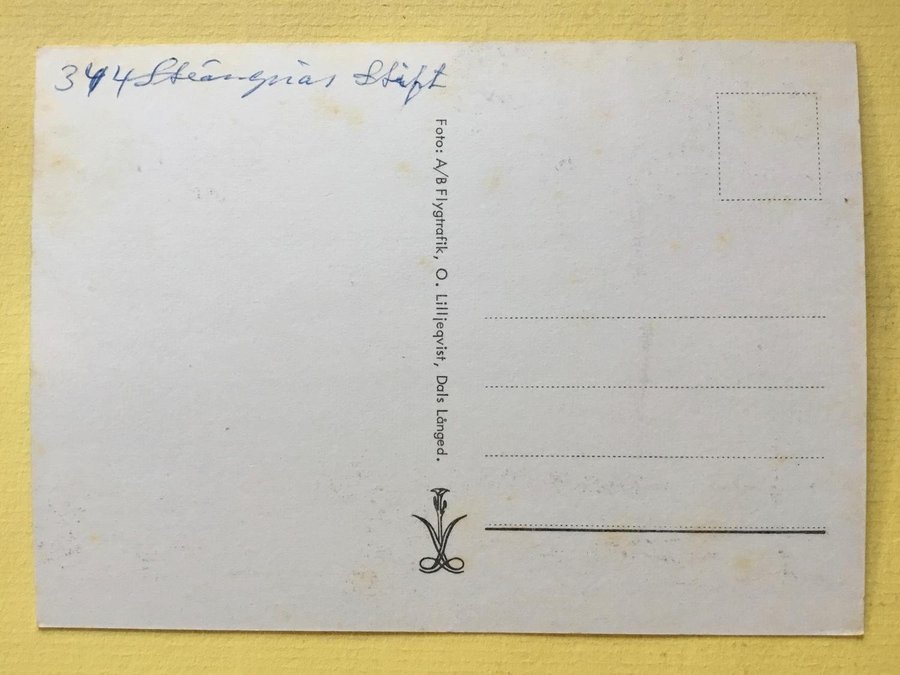 344 Strängnäs Stift
Foto: A/B Flygtrafik, O. Lilljeqvist, Dals Långed.